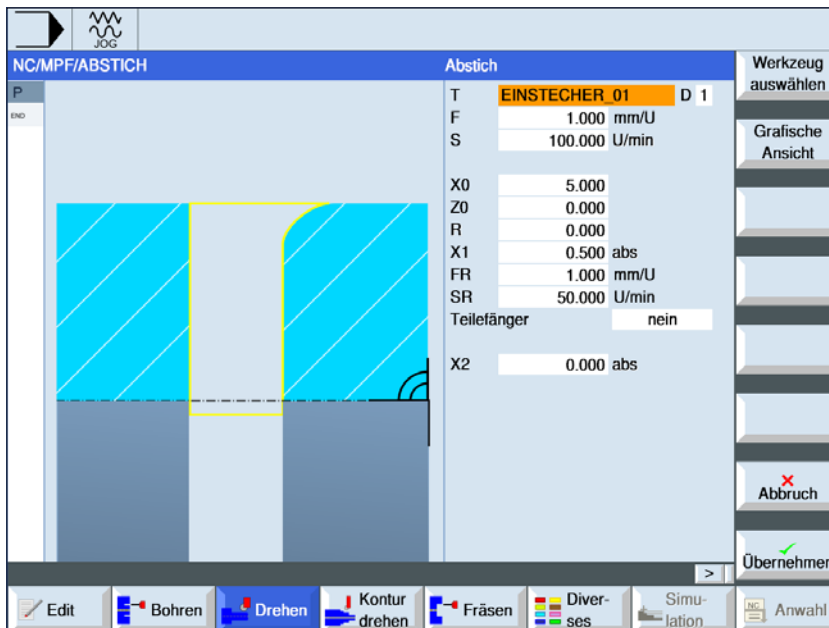 JOG
NC/MPF/ABSTICH
Abstich
P
END
T EINSTECHER_01 D 1
F 1.000 mm/U
S 100.000 U/min
X0 5.000
Z0 0.000
R 0.000
X1 0.500 abs
FR 1.000 mm/U
SR 50.000 U/min
Teilefänger nein
X2 0.000 abs
Werkzeug
auswählen
Grafische
Ansicht
Abbruch
Übernehmen
>
Edit
Bohren
Drehen
Kontur
drehen
Fräsen
Diver-
ses
Simu-
lation
NC
Anwahl